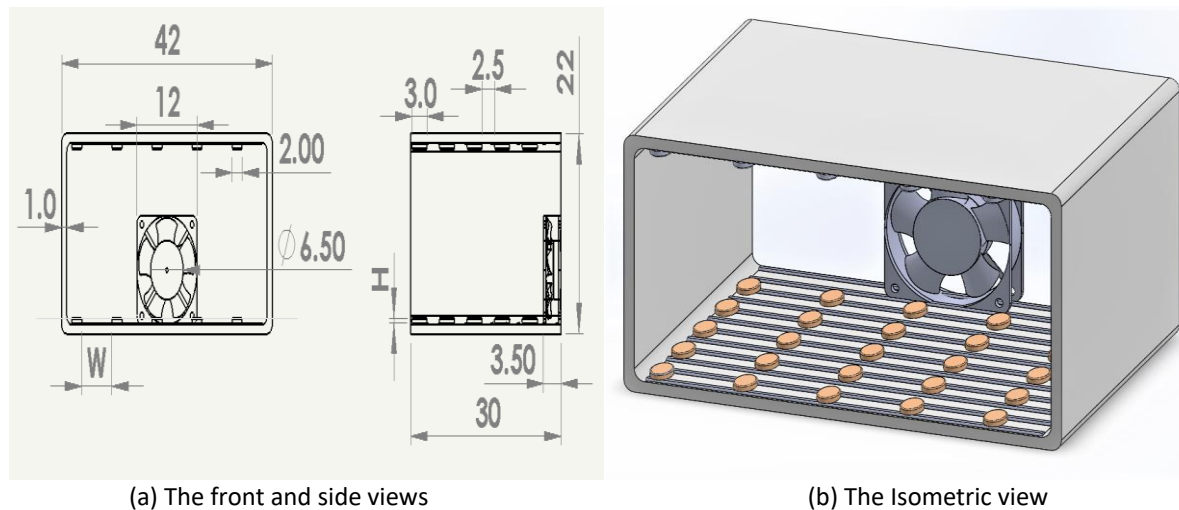 42
12
2.00
1.0
Ø 6.50
W
2.5
3.0
22
H
3.50
30
(a) The front and side views
(b) The Isometric view